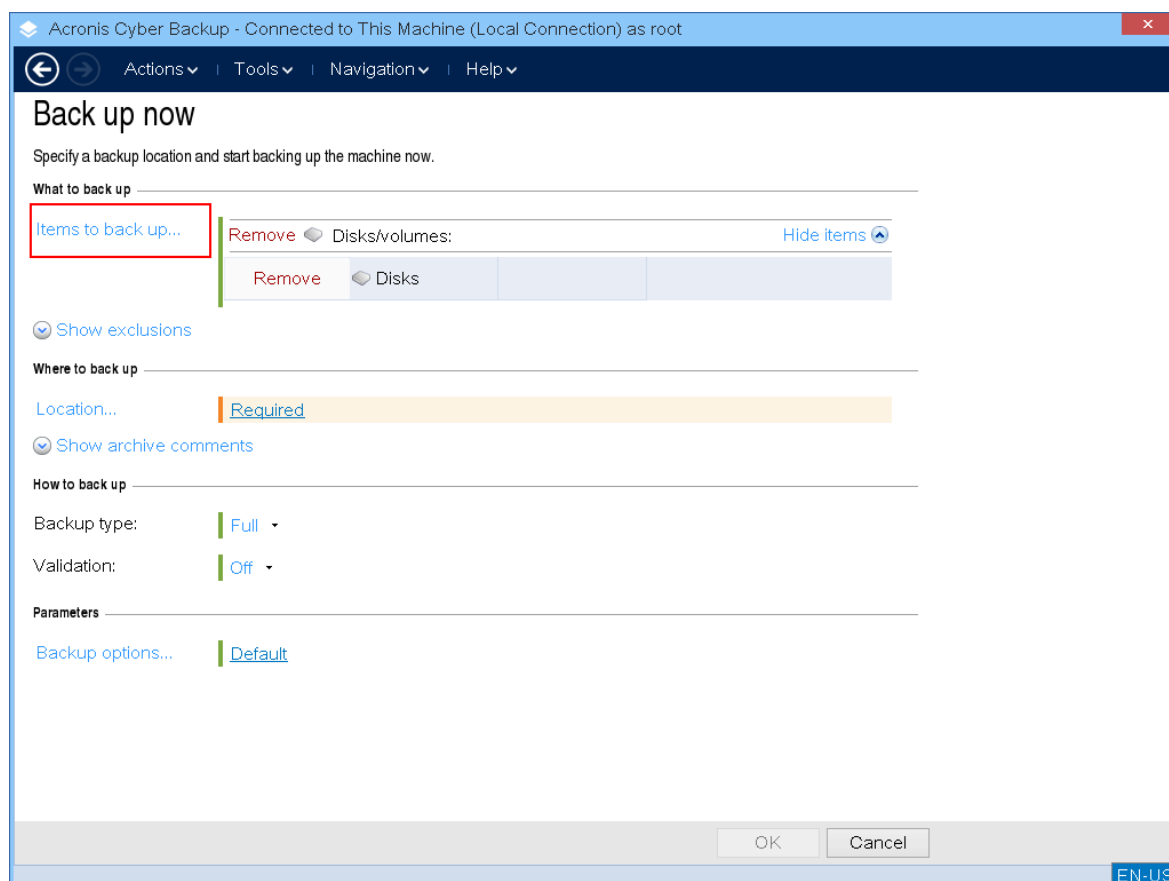 Acronis Cyber Backup - Connected to This Machine (Local Connection) as root
Actions Tools Navigation Help
Back up now
Specify a backup location and start backing up the machine now.
What to back up
Items to back up...
Remove Disks/volumes: Hide items
Remove Disks
Show exclusions
Where to back up
Location... Required
Show archive comments
How to back up
Backup type: Full
Validation: Off
Parameters
Backup options... Default
OK Cancel
EN-US